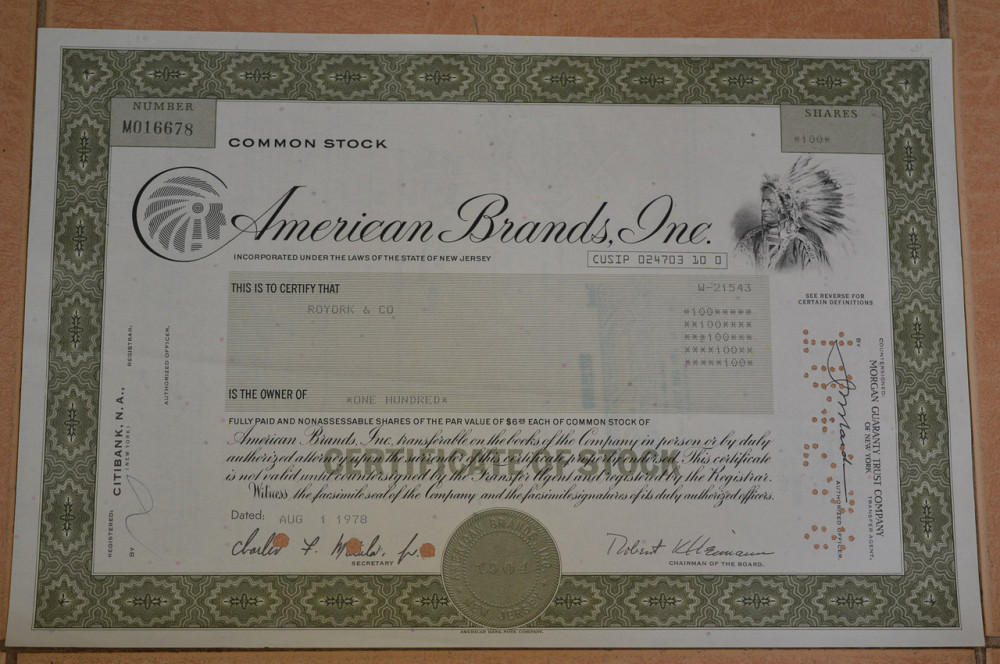 NUMBER
M016678
SHARES
*100*
COMMON STOCK
American Brands, Inc.
INCORPORATED UNDER THE LAWS OF THE STATE OF NEW JERSEY
CUSIP 024703 10 0
SEE REVERSE FOR
CERTAIN DEFINITIONS
THIS IS TO CERTIFY THAT
W-21543
ROYORK & CO
*100*****
**100****
***100***
****100**
*****100*
IS THE OWNER OF
*ONE HUNDRED*
FULLY PAID AND NONASSESSABLE SHARES OF THE PAR VALUE OF $6.25 EACH OF COMMON STOCK OF
American Brands, Inc., transferable on the books of the Company in person or by duly
authorized attorney upon the surrender of this certificate properly endorsed. This certificate
is not valid until countersigned by the Transfer Agent and registered by the Registrar.
Witness, the facsimile seal of the Company and the facsimile signatures of its duly authorized officers.
CERTIFICATE OF STOCK
Dated: AUG 1 1978
Charles F.
SECRETARY
Robert K. Heimann
CHAIRMAN OF THE BOARD.
AMERICAN BRANDS
1904
JERSEY
AMERICAN BANK NOTE COMPANY.
REGISTERED:
CITIBANK, N.A.,
(NEW YORK)
REGISTRAR,
BY
AUTHORIZED OFFICER.
COUNTERSIGNED:
MORGAN GUARANTY TRUST COMPANY
OF NEW YORK
TRANSFER AGENT.
BY
AUTHORIZED OFFICER.